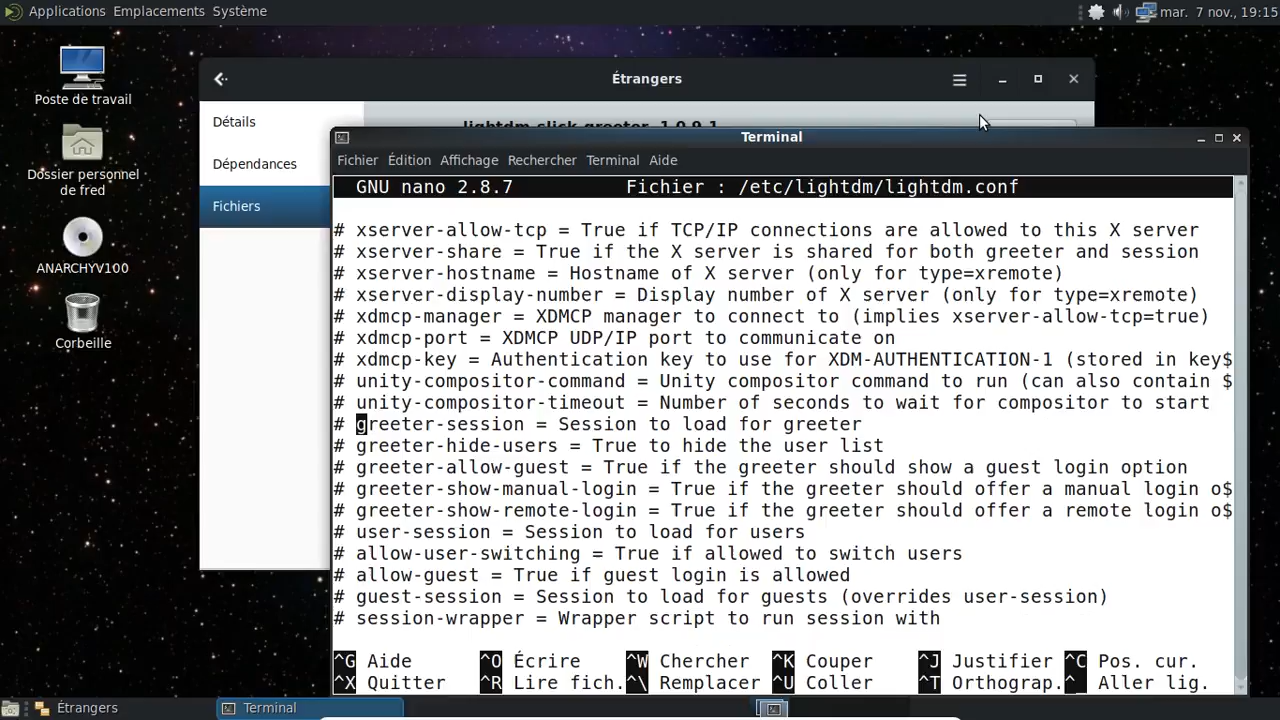 Applications Emplacements Système
mar. 7 nov., 19:15
Poste de travail
Dossier personnel
de fred
ANARCHYV100
Corbeille
Étrangers
Détails
Dépendances
Fichiers
lightdm-slick-greeter 1.0.9-1
Terminal
Fichier Édition Affichage Rechercher Terminal Aide
GNU nano 2.8.7 Fichier : /etc/lightdm/lightdm.conf
# xserver-allow-tcp = True if TCP/IP connections are allowed to this X server
# xserver-share = True if the X server is shared for both greeter and session
# xserver-hostname = Hostname of X server (only for type=xremote)
# xserver-display-number = Display number of X server (only for type=xremote)
# xdmcp-manager = XDMCP manager to connect to (implies xserver-allow-tcp=true)
# xdmcp-port = XDMCP UDP/IP port to communicate on
# xdmcp-key = Authentication key to use for XDM-AUTHENTICATION-1 (stored in key$
# unity-compositor-command = Unity compositor command to run (can also contain $
# unity-compositor-timeout = Number of seconds to wait for compositor to start
# greeter-session = Session to load for greeter
# greeter-hide-users = True to hide the user list
# greeter-allow-guest = True if the greeter should show a guest login option
# greeter-show-manual-login = True if the greeter should offer a manual login o$
# greeter-show-remote-login = True if the greeter should offer a remote login o$
# user-session = Session to load for users
# allow-user-switching = True if allowed to switch users
# allow-guest = True if guest login is allowed
# guest-session = Session to load for guests (overrides user-session)
# session-wrapper = Wrapper script to run session with
^G Aide ^O Écrire ^W Chercher ^K Couper ^J Justifier ^C Pos. cur.
^X Quitter ^R Lire fich. ^\ Remplacer ^U Coller ^T Orthograp. ^_ Aller lig.
Étrangers
Terminal